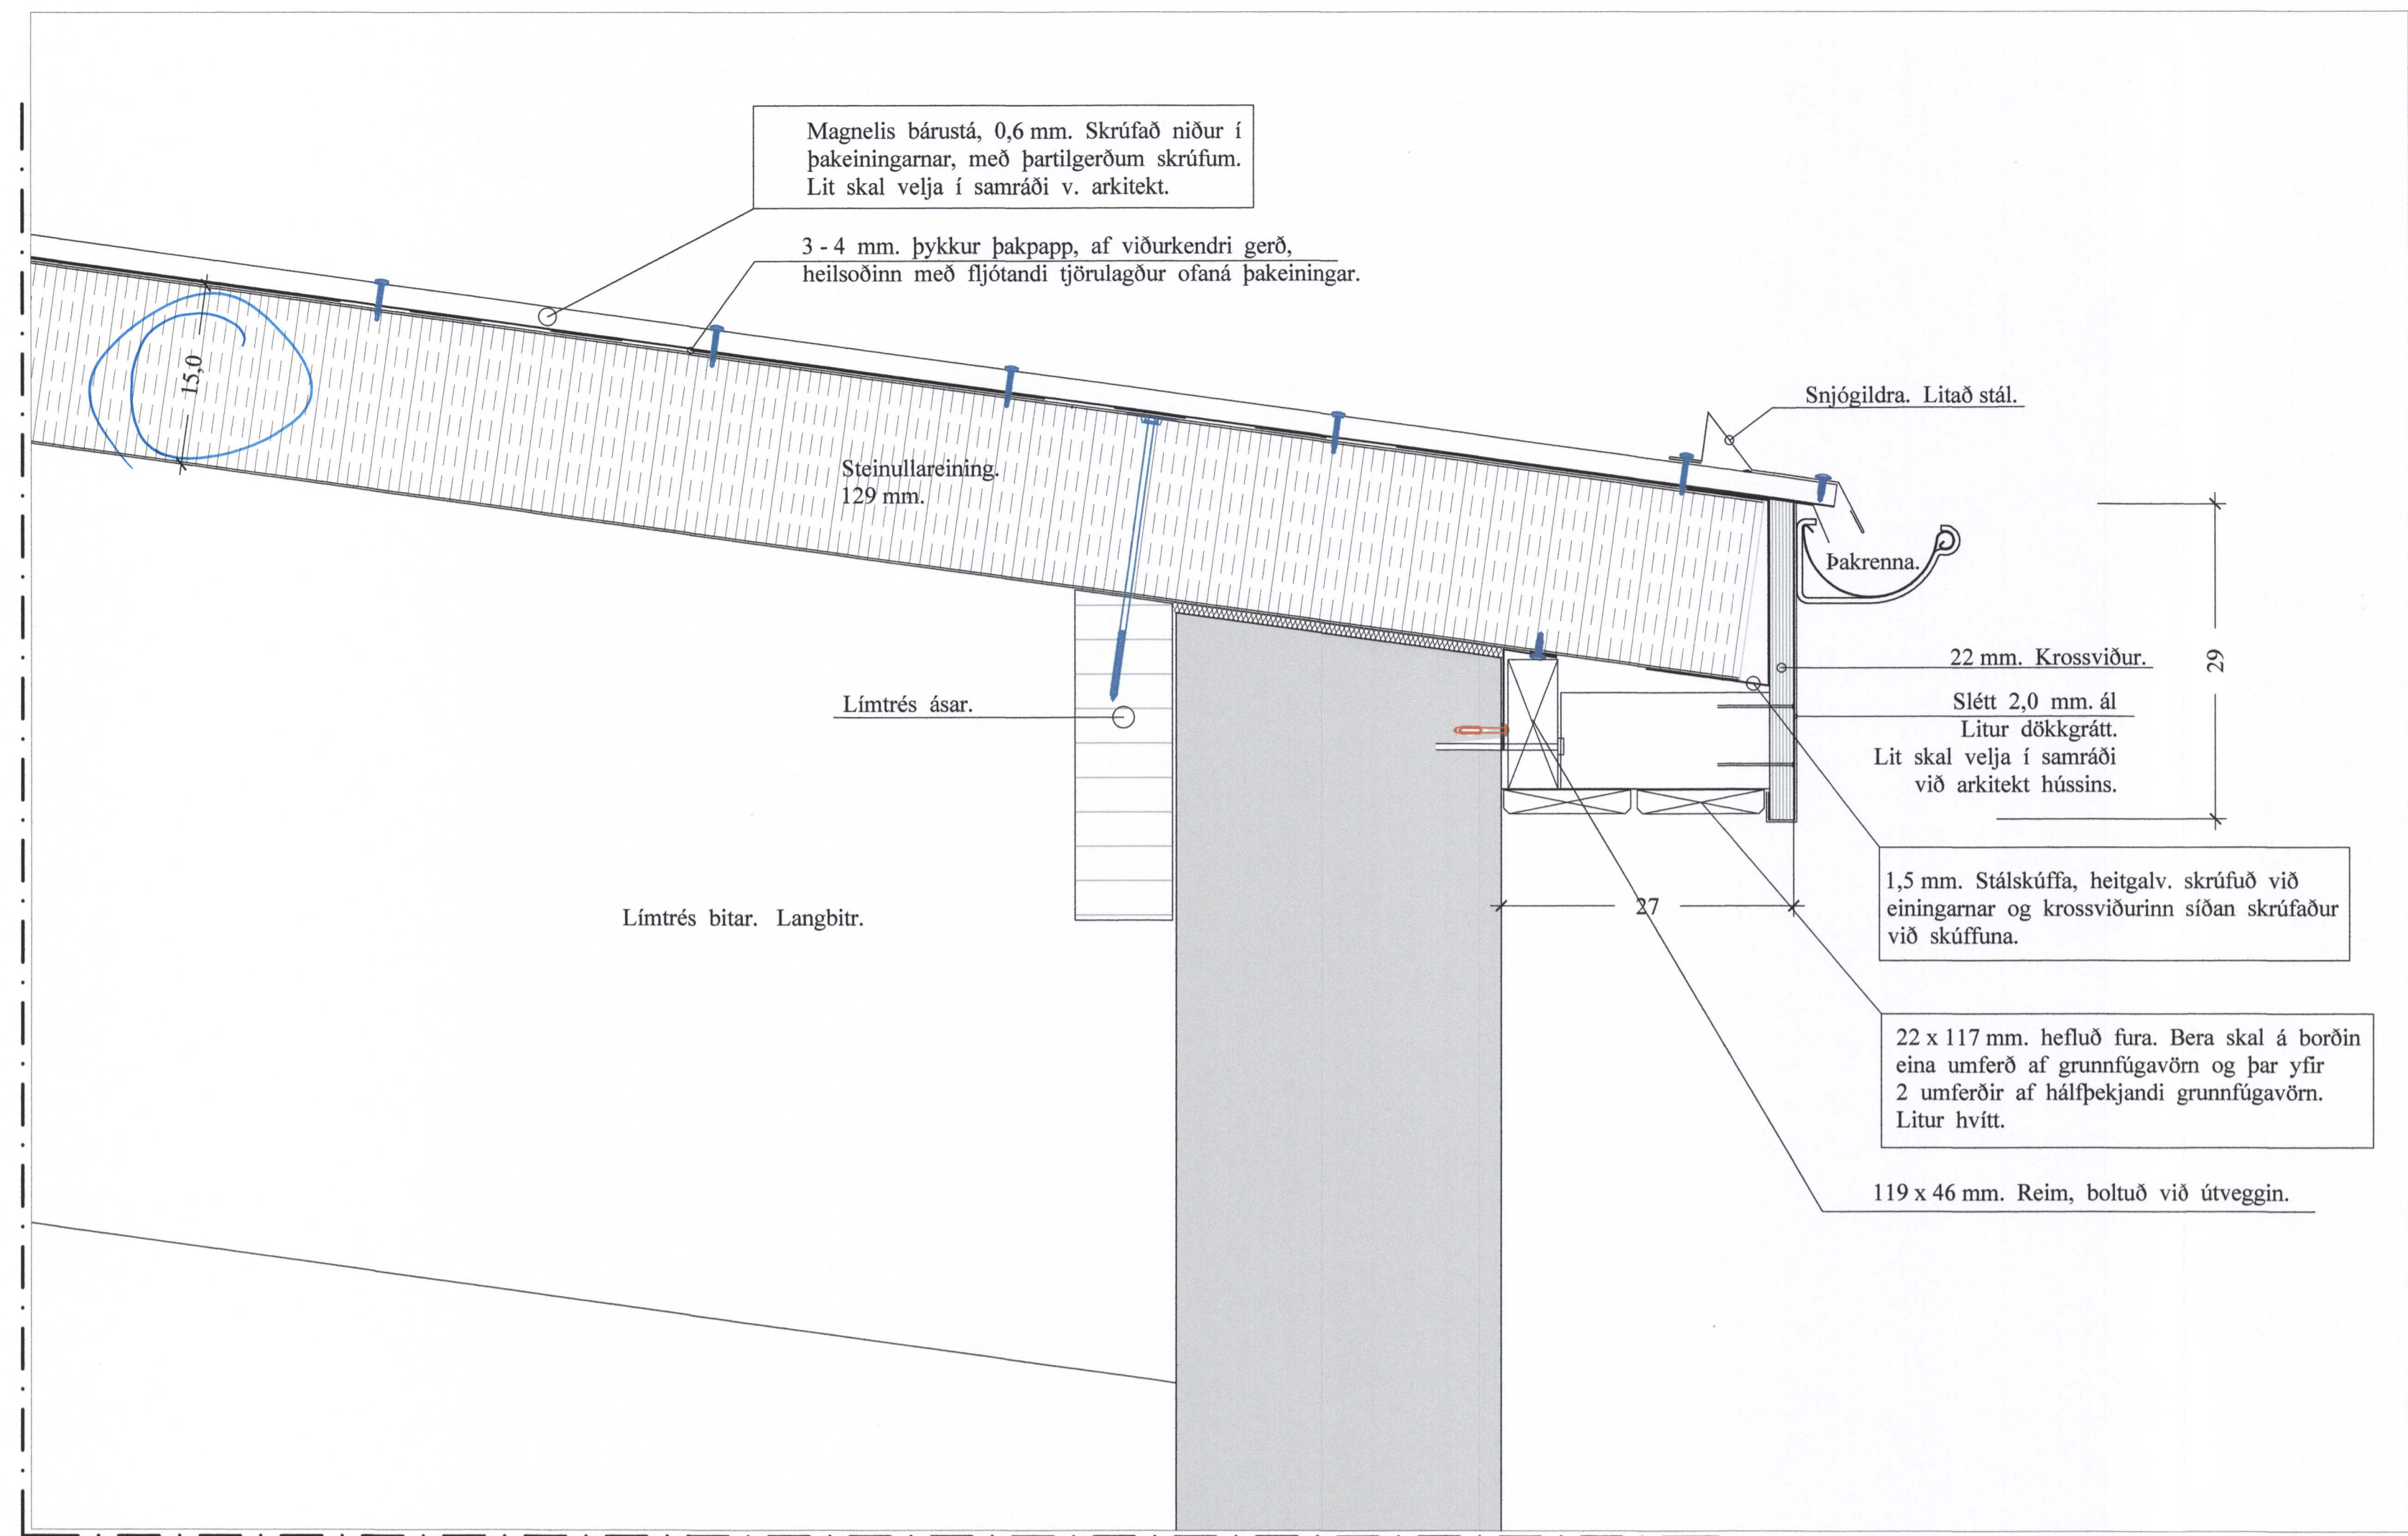 Magnelis bárustá, 0,6 mm. Skrúfað niður í
þakeiningarnar, með þartilgerðum skrúfum.
Lit skal velja í samráði v. arkitekt.
3 - 4 mm. þykkur þakpapp, af viðurkendri gerð,
heilsoðinn með fljótandi tjörulagður ofaná þakeiningar.
15,0
Snjógildra. Litað stál.
Steinullareining.
129 mm.
Þakrenna.
22 mm. Krossviður.
29
Límtrés ásar.
Slétt 2,0 mm. ál
Litur dökkgrátt.
Lit skal velja í samráði
við arkitekt hússins.
1,5 mm. Stálskúffa, heitgalv. skrúfuð við
einingarnar og krossviðurinn síðan skrúfaður
við skúffuna.
27
Límtrés bitar. Langbitr.
22 x 117 mm. hefluð fura. Bera skal á borðin
eina umferð af grunnfúgavörn og þar yfir
2 umferðir af hálfþekjandi grunnfúgavörn.
Litur hvítt.
119 x 46 mm. Reim, boltuð við útveggin.